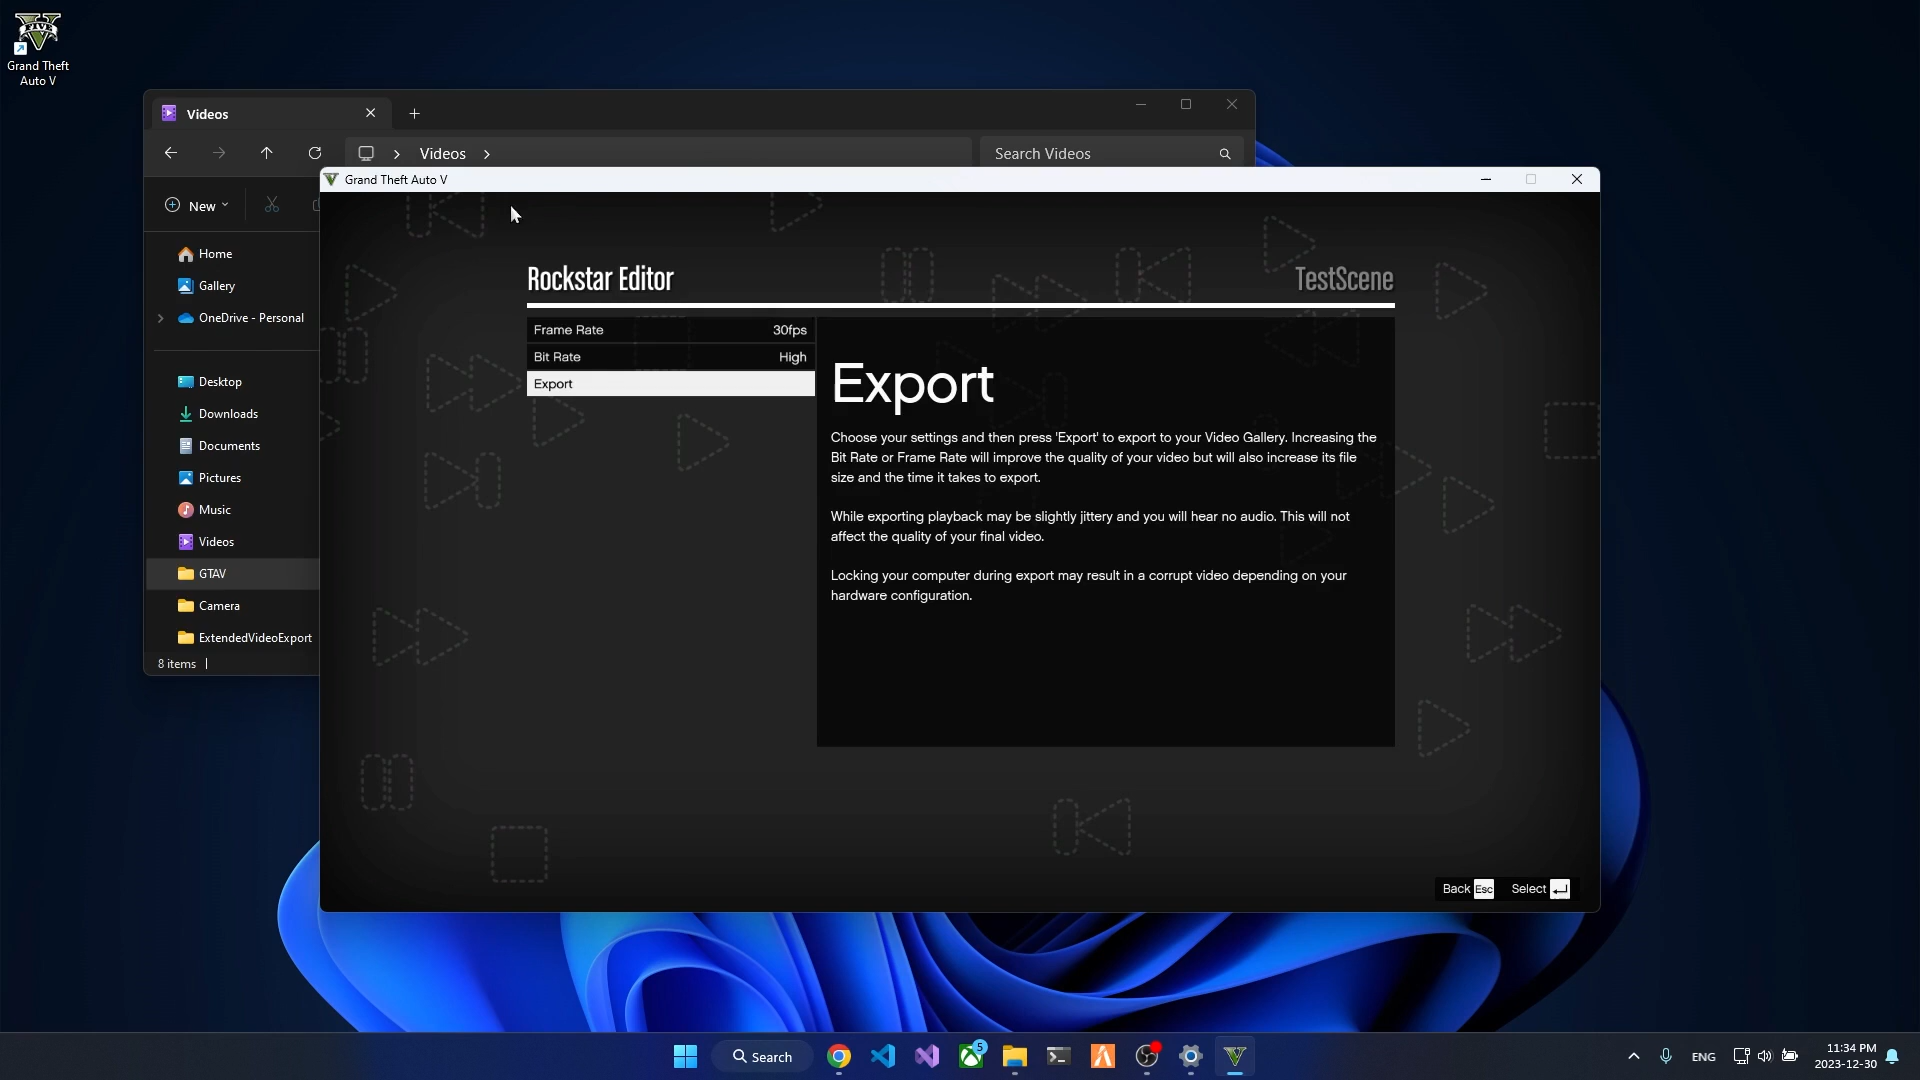 FIVE
Grand Theft
Auto V
Videos
Videos
Search Videos
New
Grand Theft Auto V
Home
Gallery
OneDrive - Personal
Desktop
Downloads
Documents
Pictures
Music
Videos
GTAV
Camera
ExtendedVideoExport
8 items
Rockstar Editor
TestScene
Frame Rate 30fps
Bit Rate High
Export
Export
Choose your settings and then press 'Export' to export to your Video Gallery. Increasing the
Bit Rate or Frame Rate will improve the quality of your video but will also increase its file
size and the time it takes to export.
While exporting playback may be slightly jittery and you will hear no audio. This will not
affect the quality of your final video.
Locking your computer during export may result in a corrupt video depending on your
hardware configuration.
Back Esc Select
Search
5
ENG
11:34 PM
2023-12-30